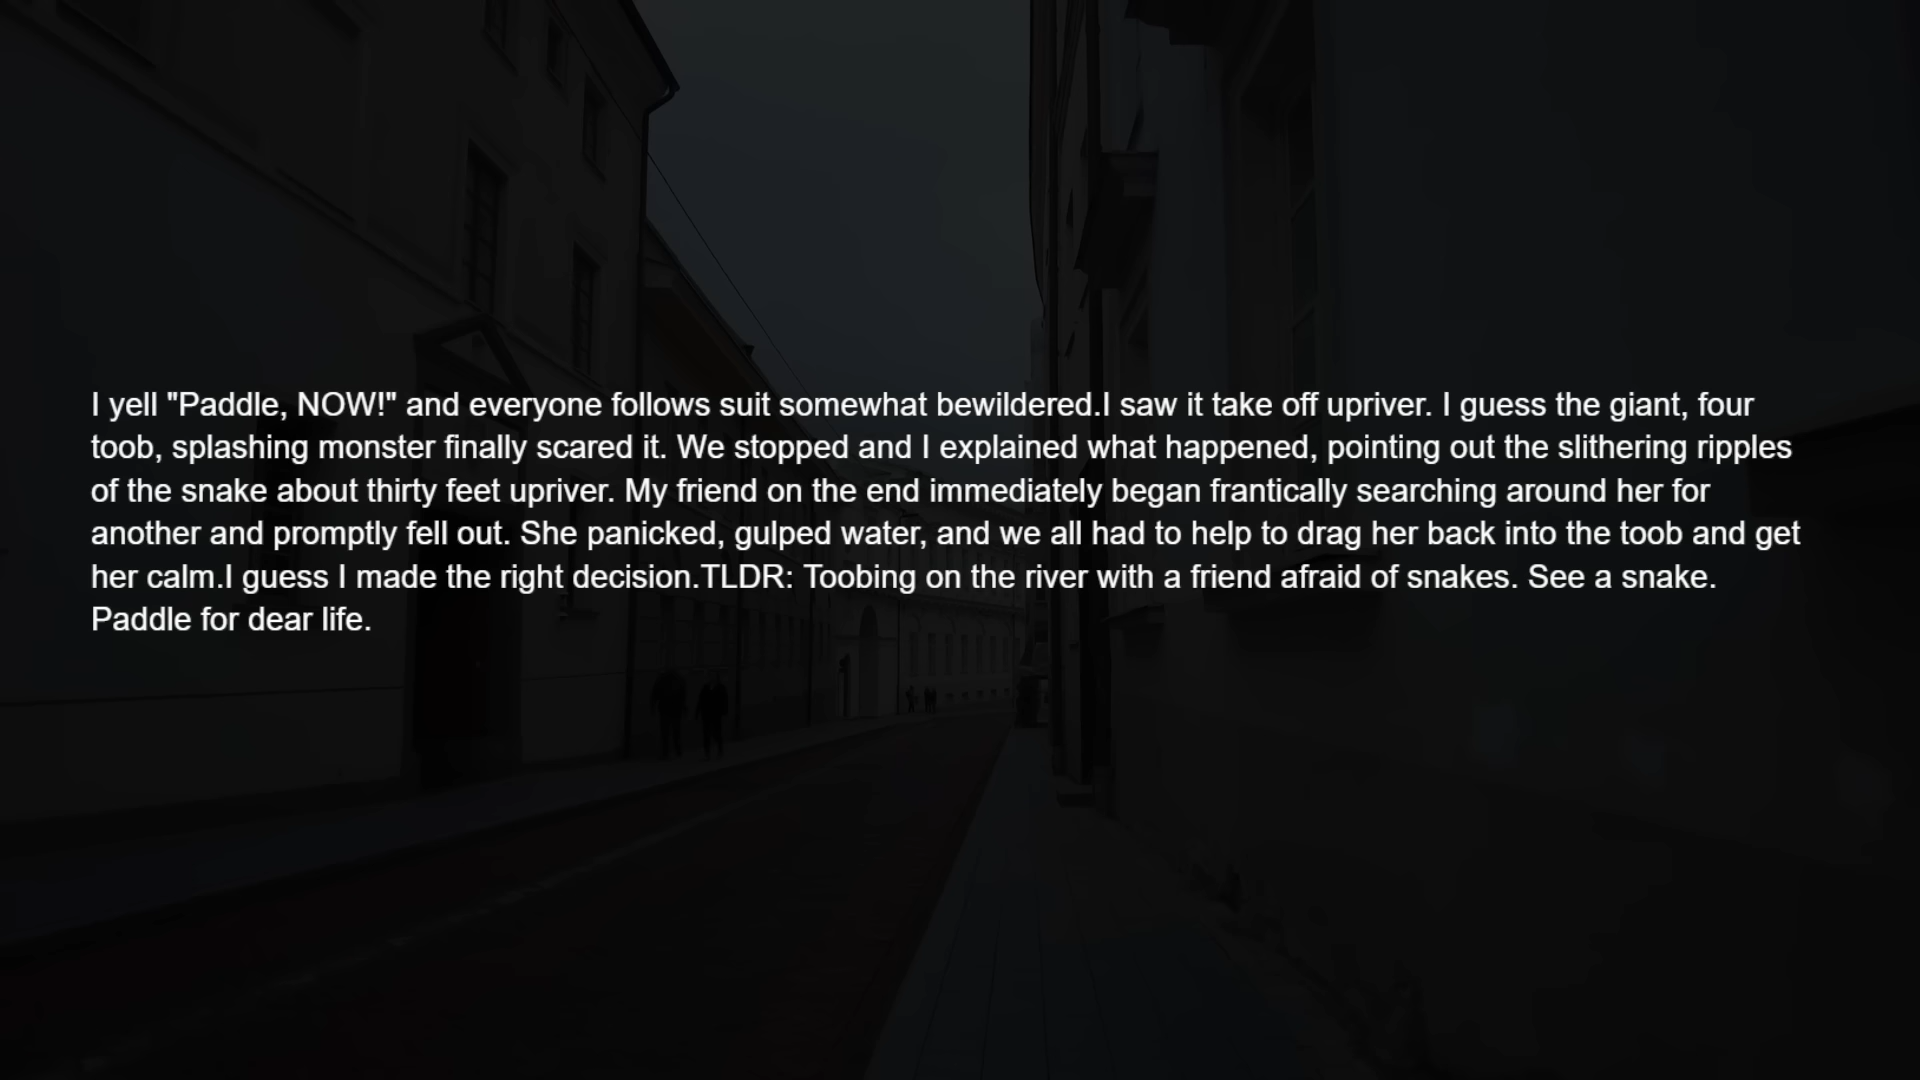 I yell "Paddle, NOW!" and everyone follows suit somewhat bewildered.I saw it take off upriver. I guess the giant, four
toob, splashing monster finally scared it. We stopped and I explained what happened, pointing out the slithering ripples
of the snake about thirty feet upriver. My friend on the end immediately began frantically searching around her for
another and promptly fell out. She panicked, gulped water, and we all had to help to drag her back into the toob and get
her calm.I guess I made the right decision.TLDR: Toobing on the river with a friend afraid of snakes. See a snake.
Paddle for dear life.